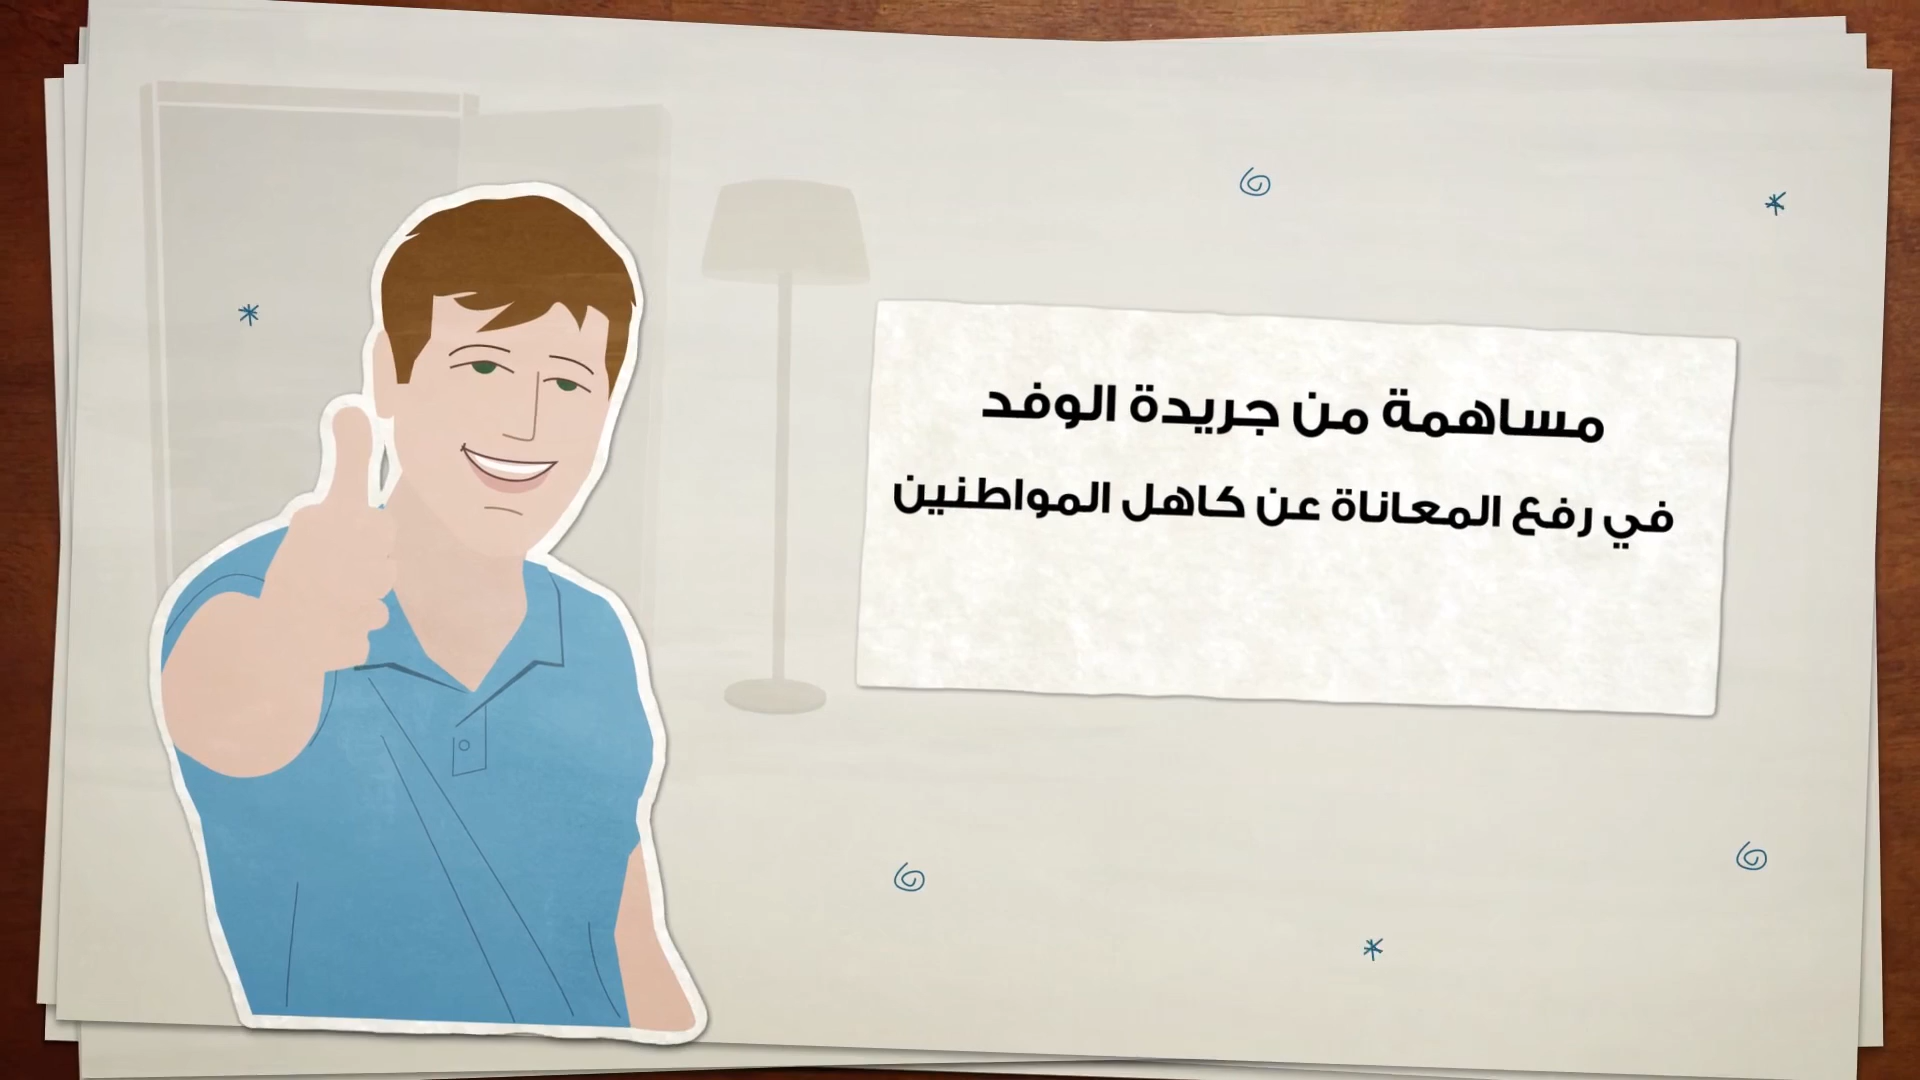 مساهمة من جريدة الوفد
في رفع المعاناة عن كاهل المواطنين